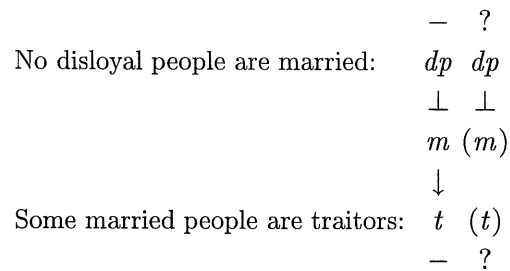 − ?
No disloyal people are married: dp dp
⊥ ⊥
m (m)
↓
Some married people are traitors: t (t)
− ?